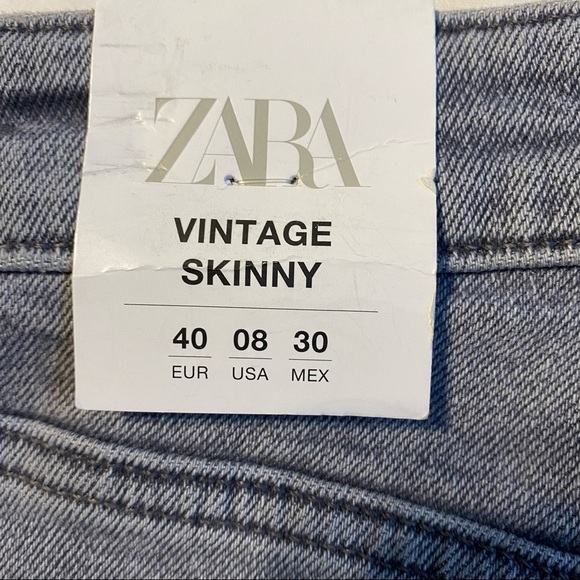 ZARA
VINTAGE
SKINNY
40 08 30
EUR USA MEX